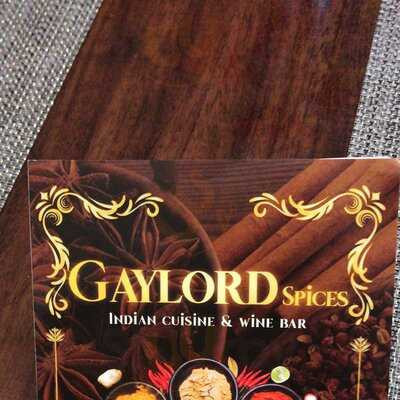 GAYLORD SPICES
INDIAN CUISINE & WINE BAR